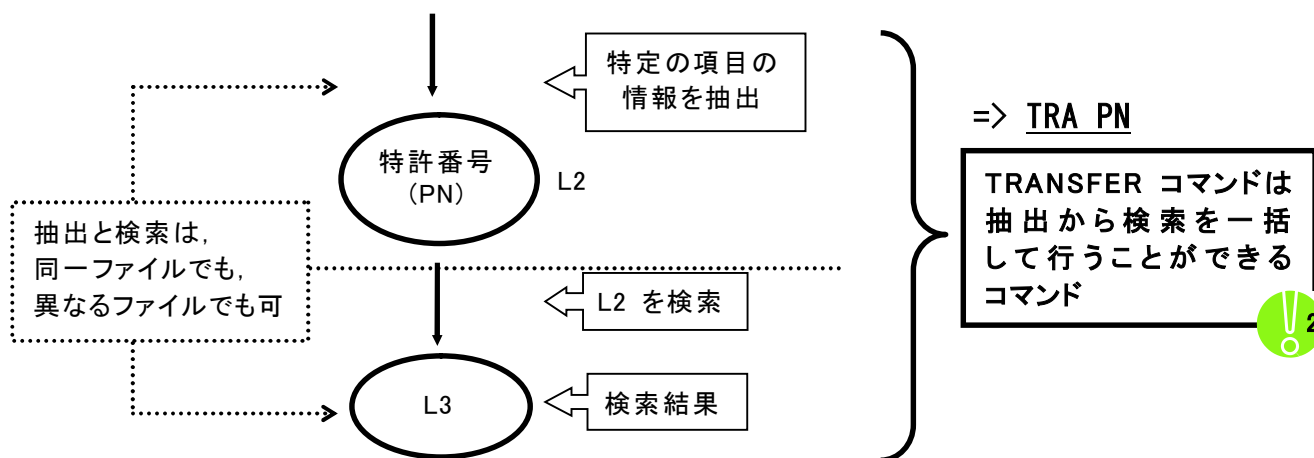 特定の項目の
情報を抽出
=> TRA PN
特許番号
(PN)
L2
TRANSFER コマンドは
抽出から検索を一括
して行うことができる
コマンド
2
抽出と検索は,
同一ファイルでも,
異なるファイルでも可
L2 を検索
L3
検索結果